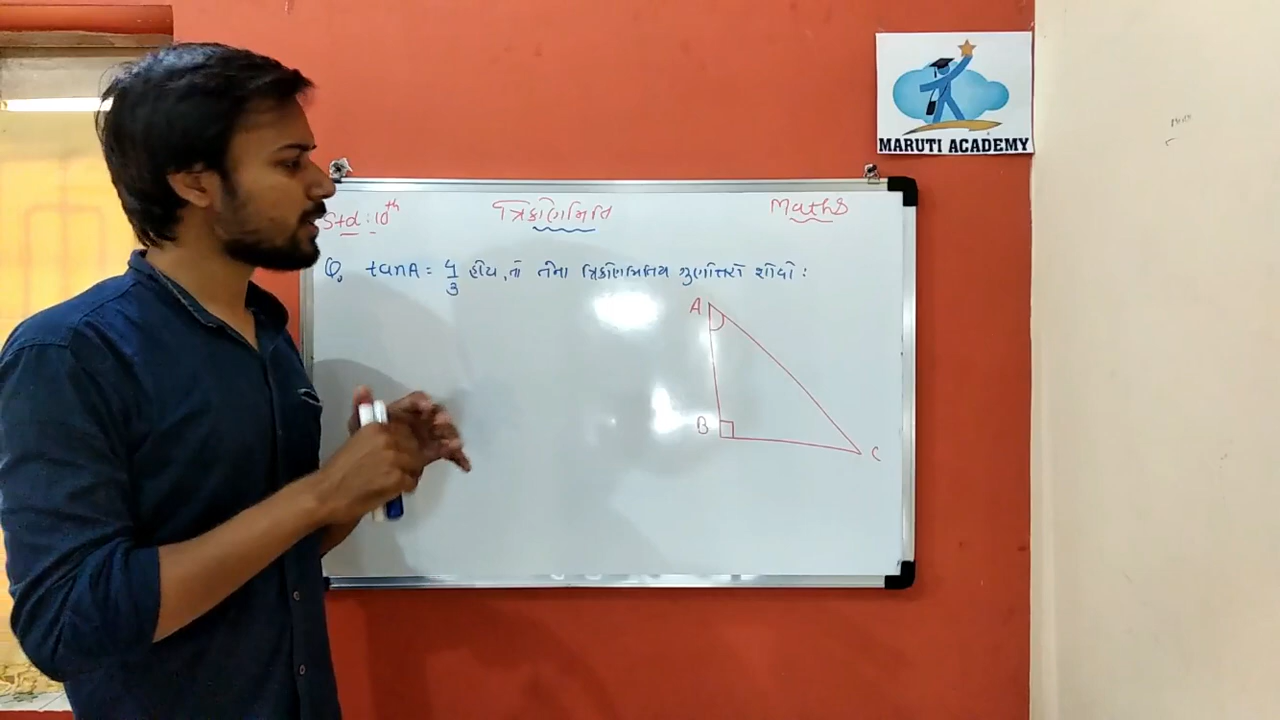 Std : 10th
ત્રિકોણમિતિ
Maths
Q. tanA = 4/3 હોય, તો તેના ત્રિકોણમિતિય ગુણોત્તરો શોધો :
A
B
C
MARUTI ACADEMY